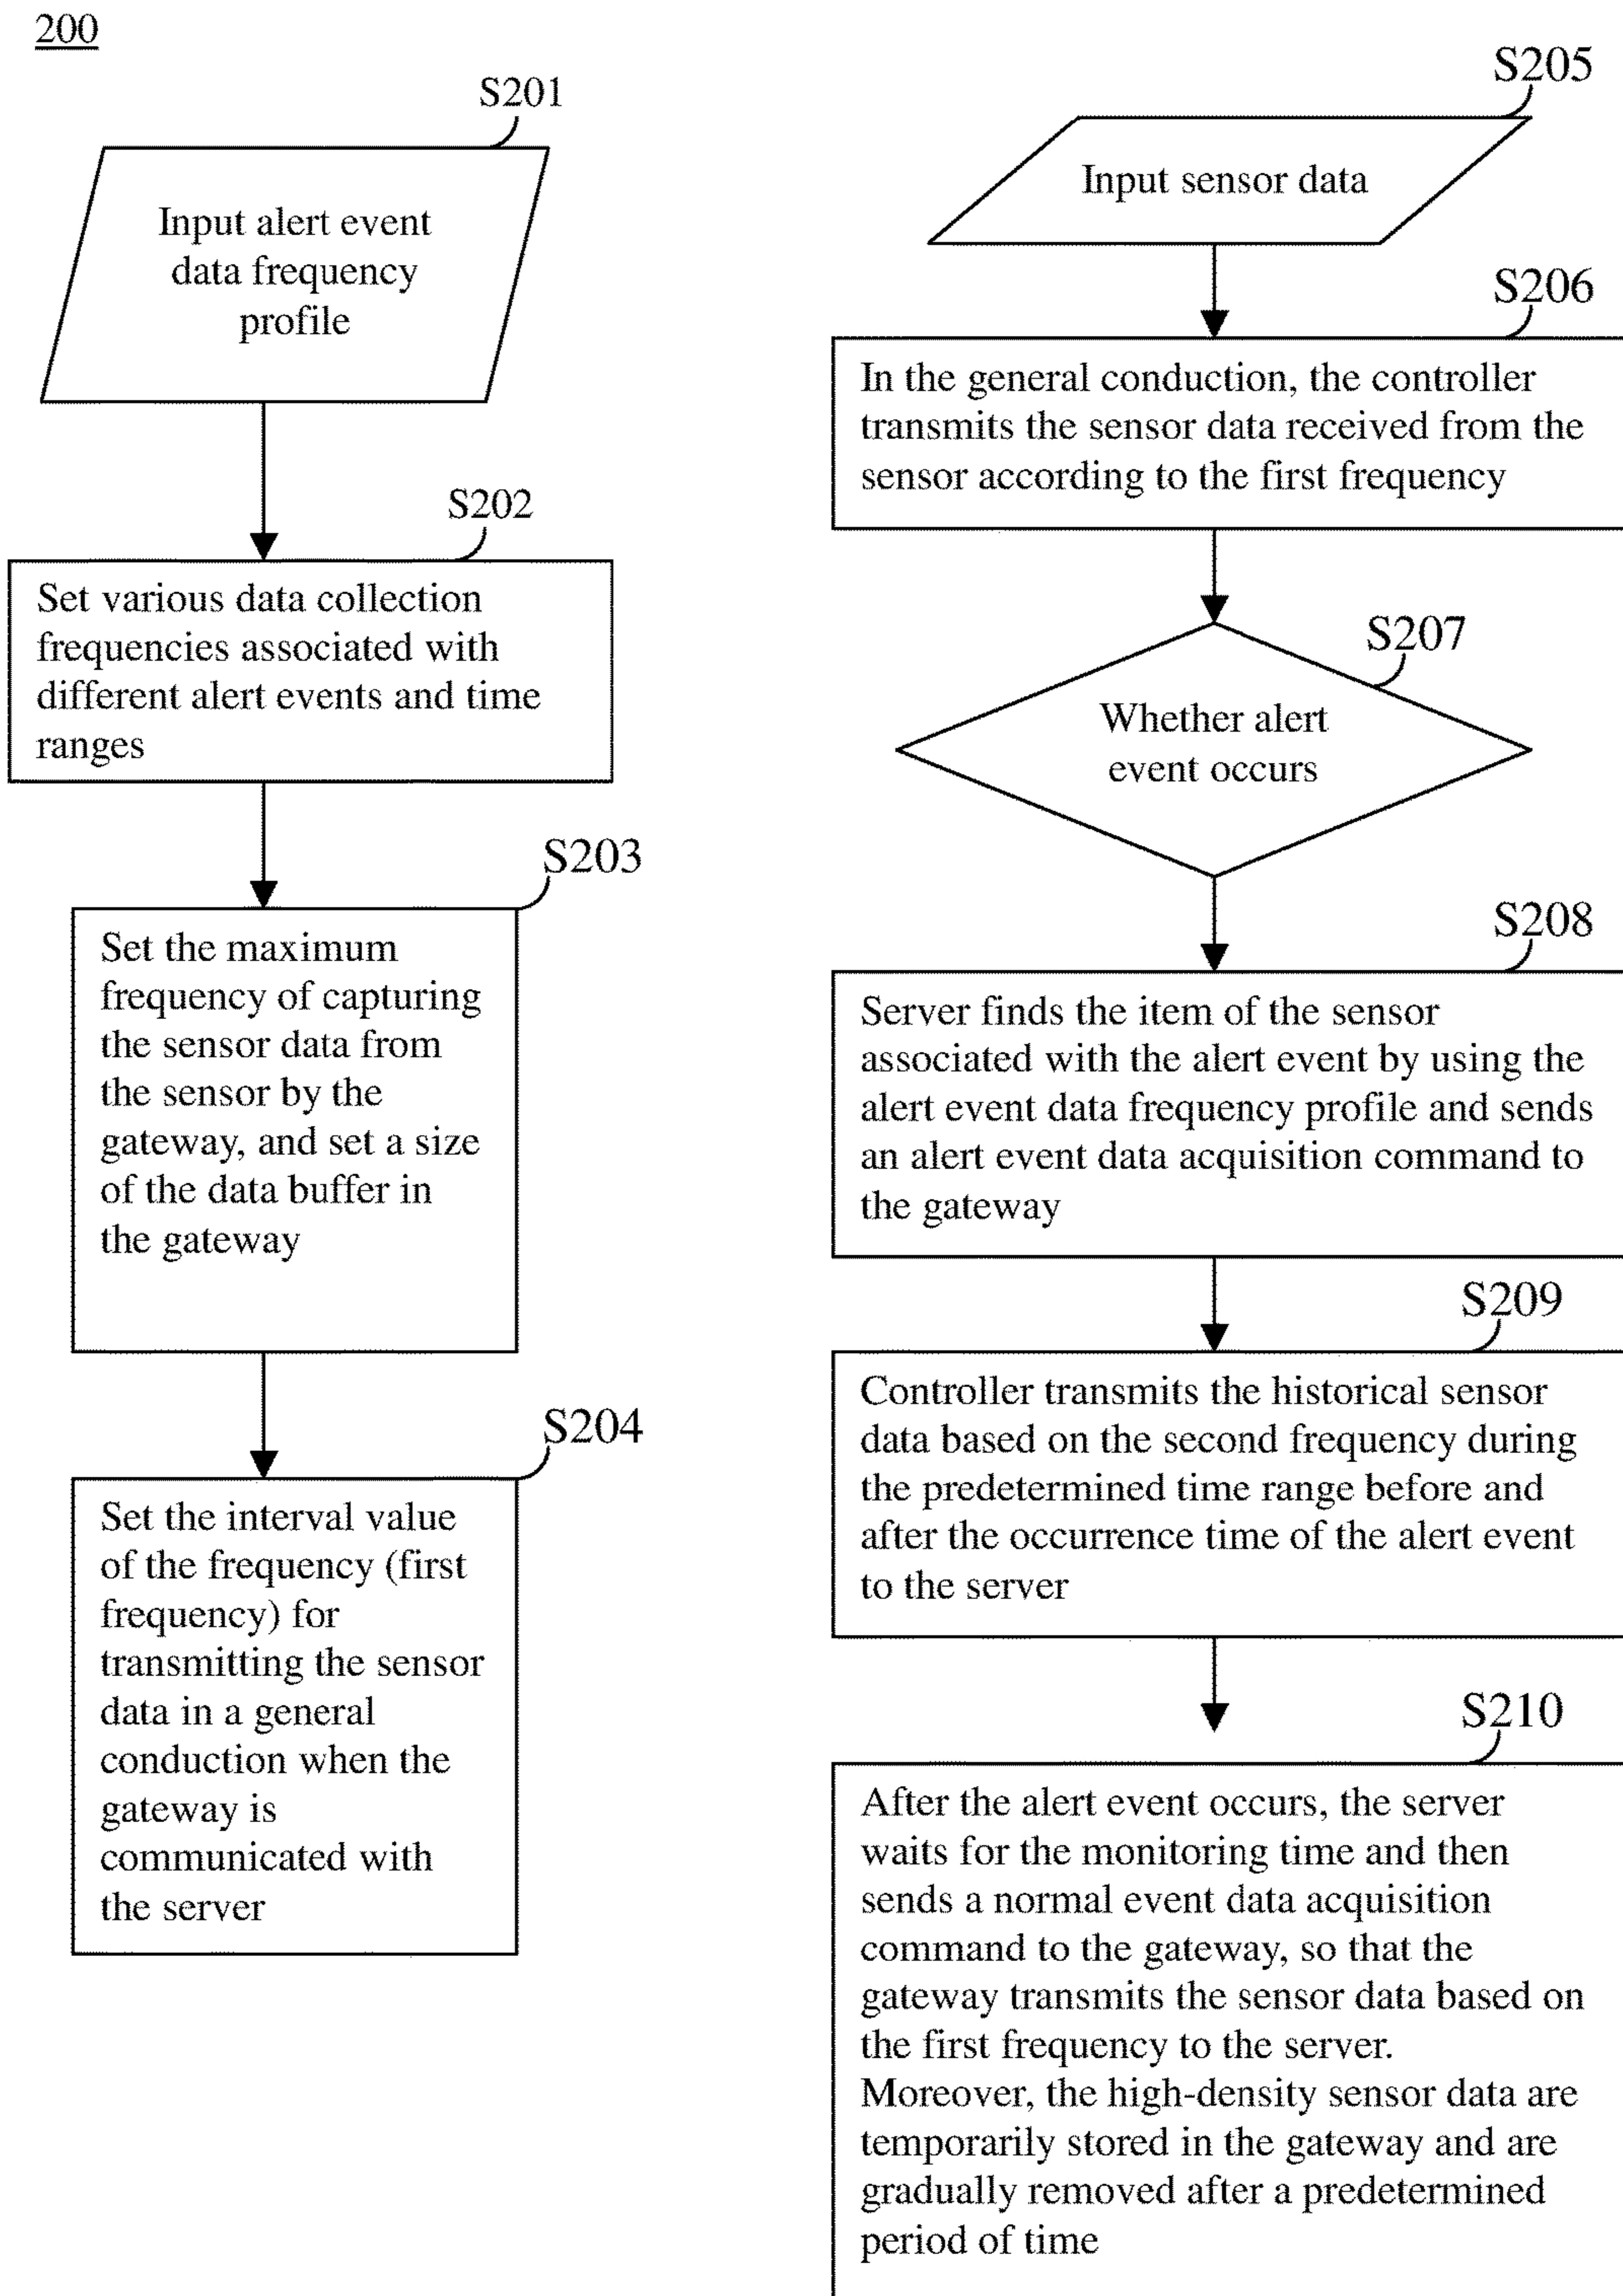 200
S201
Input alert event
data frequency
profile
S202
Set various data collection
frequencies associated with
different alert events and time
ranges
S203
Set the maximum
frequency of capturing
the sensor data from
the sensor by the
gateway, and set a size
of the data buffer in
the gateway
S204
Set the interval value
of the frequency (first
frequency) for
transmitting the sensor
data in a general
conduction when the
gateway is
communicated with
the server
S205
Input sensor data
S206
In the general conduction, the controller
transmits the sensor data received from the
sensor according to the first frequency
S207
Whether alert
event occurs
S208
Server finds the item of the sensor
associated with the alert event by using the
alert event data frequency profile and sends
an alert event data acquisition command to
the gateway
S209
Controller transmits the historical sensor
data based on the second frequency during
the predetermined time range before and
after the occurrence time of the alert event
to the server
S210
After the alert event occurs, the server
waits for the monitoring time and then
sends a normal event data acquisition
command to the gateway, so that the
gateway transmits the sensor data based on
the first frequency to the server.
Moreover, the high-density sensor data are
temporarily stored in the gateway and are
gradually removed after a predetermined
period of time